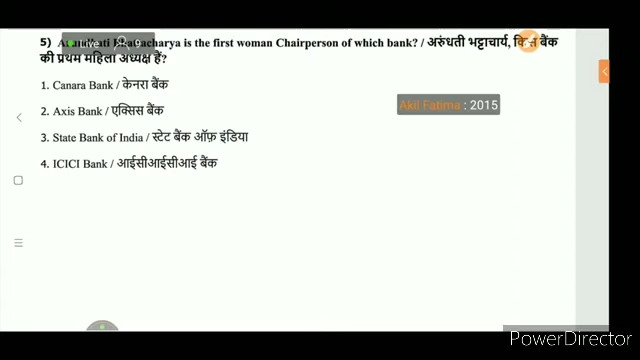 5) Arundhati Bhattacharya is the first woman Chairperson of which bank? / अरुंधती भट्टाचार्य, किस बैंक
की प्रथम महिला अध्यक्ष हैं?
1. Canara Bank / केनरा बैंक
2. Axis Bank / एक्सिस बैंक
Akil Fatima : 2015
3. State Bank of India / स्टेट बैंक ऑफ़ इंडिया
4. ICICI Bank / आईसीआईसीआई बैंक
PowerDirector